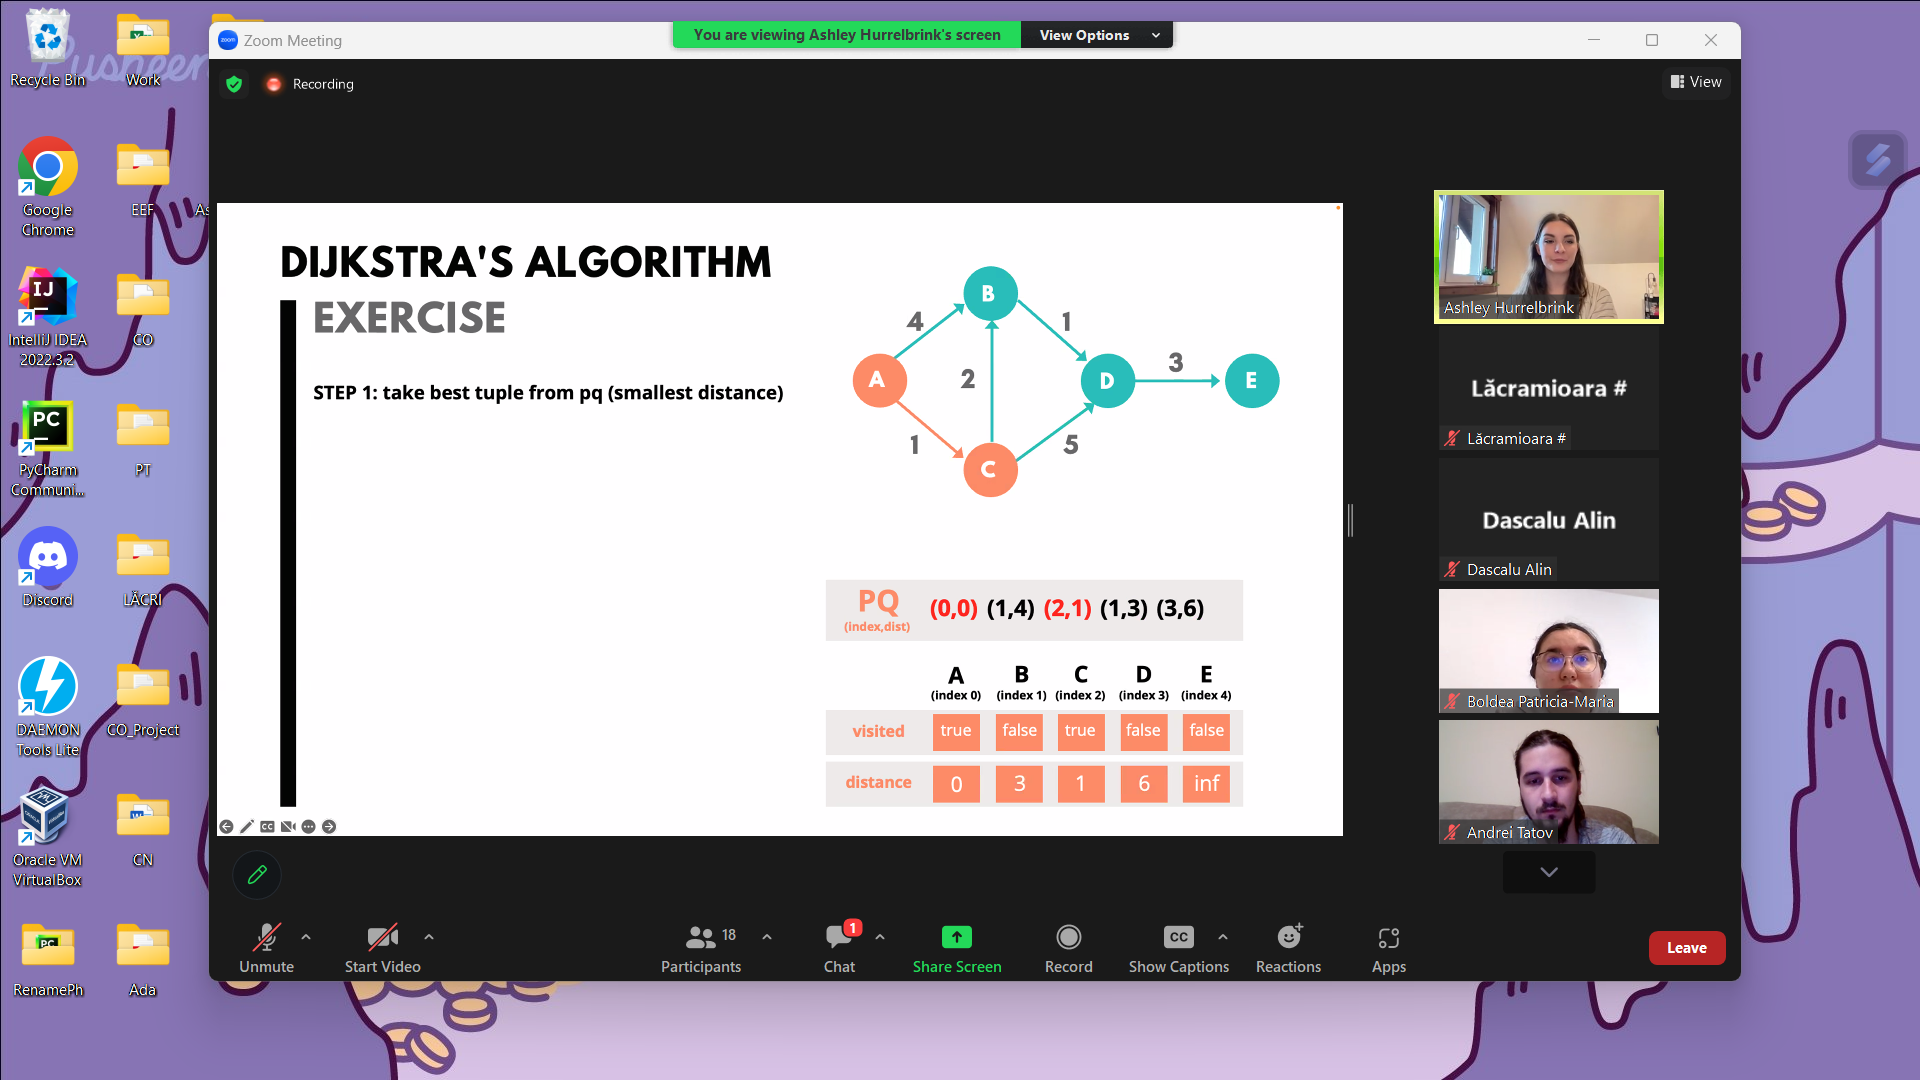 You are viewing Ashley Hurrelbrink's screen
View Options
zoom
Zoom Meeting
Recording
View
Pusheen
Recycle Bin
Work
Google
Chrome
EEF
As
IJ
IntelliJ IDEA
2022.3.2
CO
PC
PyCharm
Communi...
PT
Discord
LĂCRI
DAEMON
Tools Lite
CO_Project
Oracle VM
VirtualBox
CN
PC
RenamePh
Ada
DIJKSTRA'S ALGORITHM
EXERCISE
STEP 1: take best tuple from pq (smallest distance)
B
4
1
A
2
D
3
E
1
5
C
PQ
(index,dist)
(0,0) (1,4) (2,1) (1,3) (3,6)
A B C D E
(index 0) (index 1) (index 2) (index 3) (index 4)
visited true false true false false
distance 0 3 1 6 inf
CC
Ashley Hurrelbrink
Lăcramioara #
Lăcramioara #
Dascalu Alin
Dascalu Alin
Boldea Patricia-Maria
Andrei Tatov
Unmute
Start Video
18
Participants
1
Chat
Share Screen
Record
CC
Show Captions
Reactions
Apps
Leave